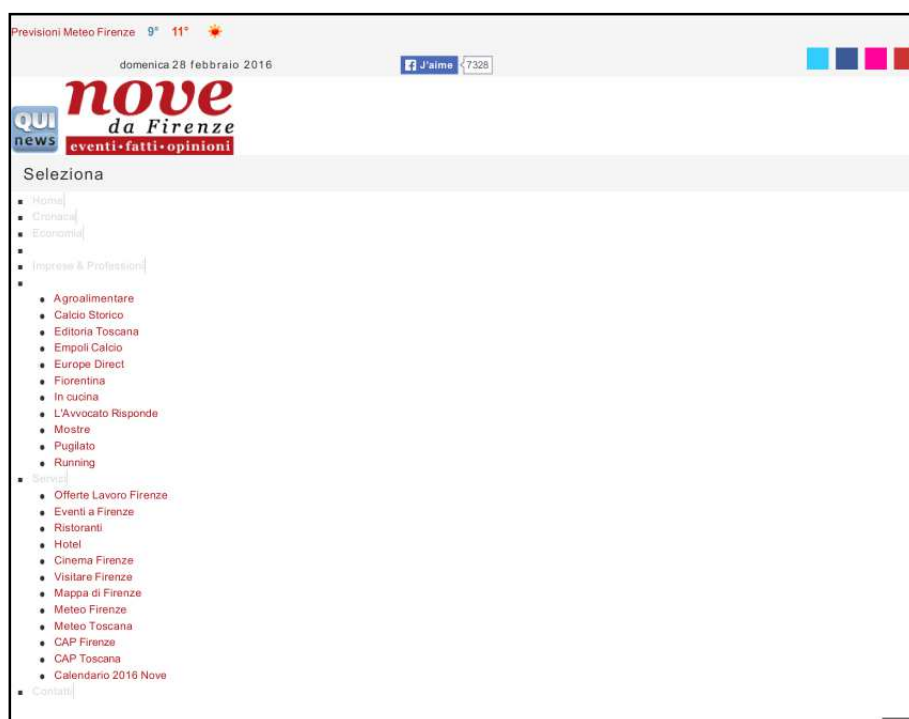 Previsioni Meteo Firenze 9° 11°
domenica 28 febbraio 2016
J'aime 7328
QUI news
nove
da Firenze
eventi•fatti•opinioni
Seleziona
Home
Cronaca
Economia
Imprese & Professioni
Agroalimentare
Calcio Storico
Editoria Toscana
Empoli Calcio
Europe Direct
Fiorentina
In cucina
L'Avvocato Risponde
Mostre
Pugilato
Running
Servizi
Offerte Lavoro Firenze
Eventi a Firenze
Ristoranti
Hotel
Cinema Firenze
Visitare Firenze
Mappa di Firenze
Meteo Firenze
Meteo Toscana
CAP Firenze
CAP Toscana
Calendario 2016 Nove
Contatti